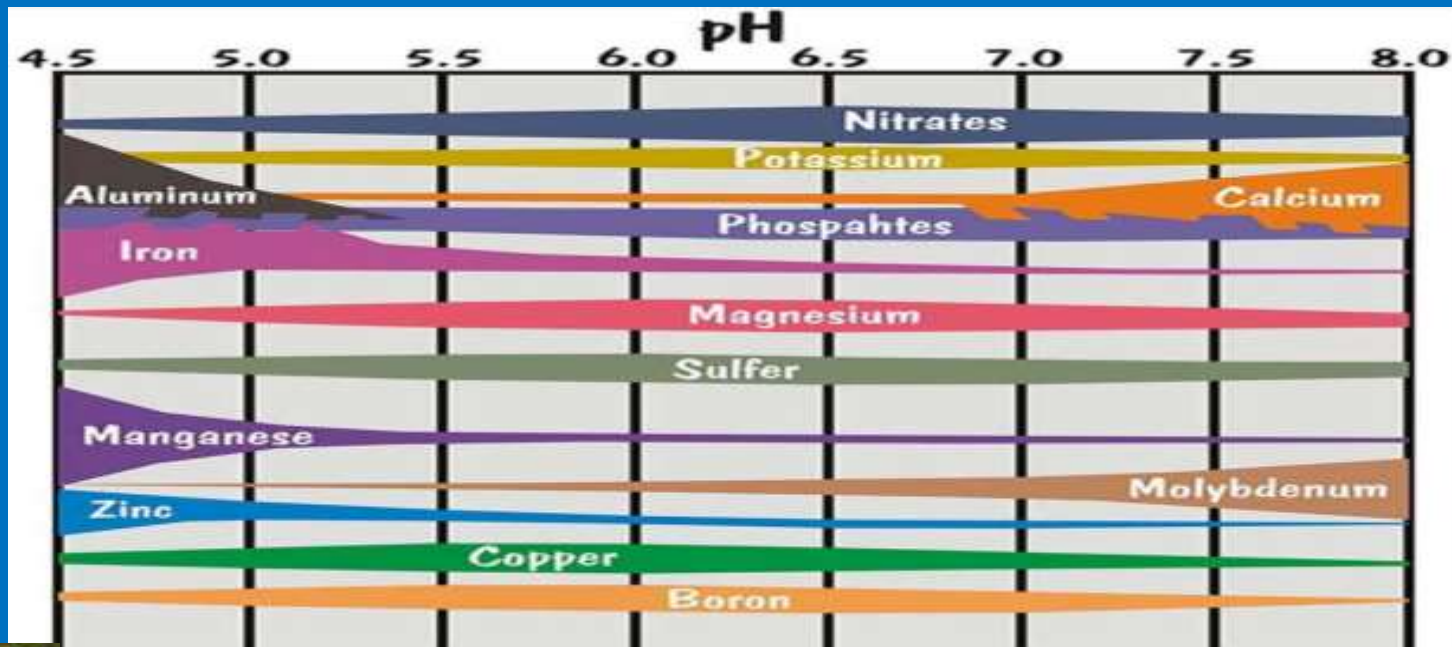 pH
4.5 5.0 5.5 6.0 6.5 7.0 7.5 8.0
Nitrates
Potassium
Aluminum
Calcium
Phospahtes
Iron
Magnesium
Sulfer
Manganese
Molybdenum
Zinc
Copper
Boron